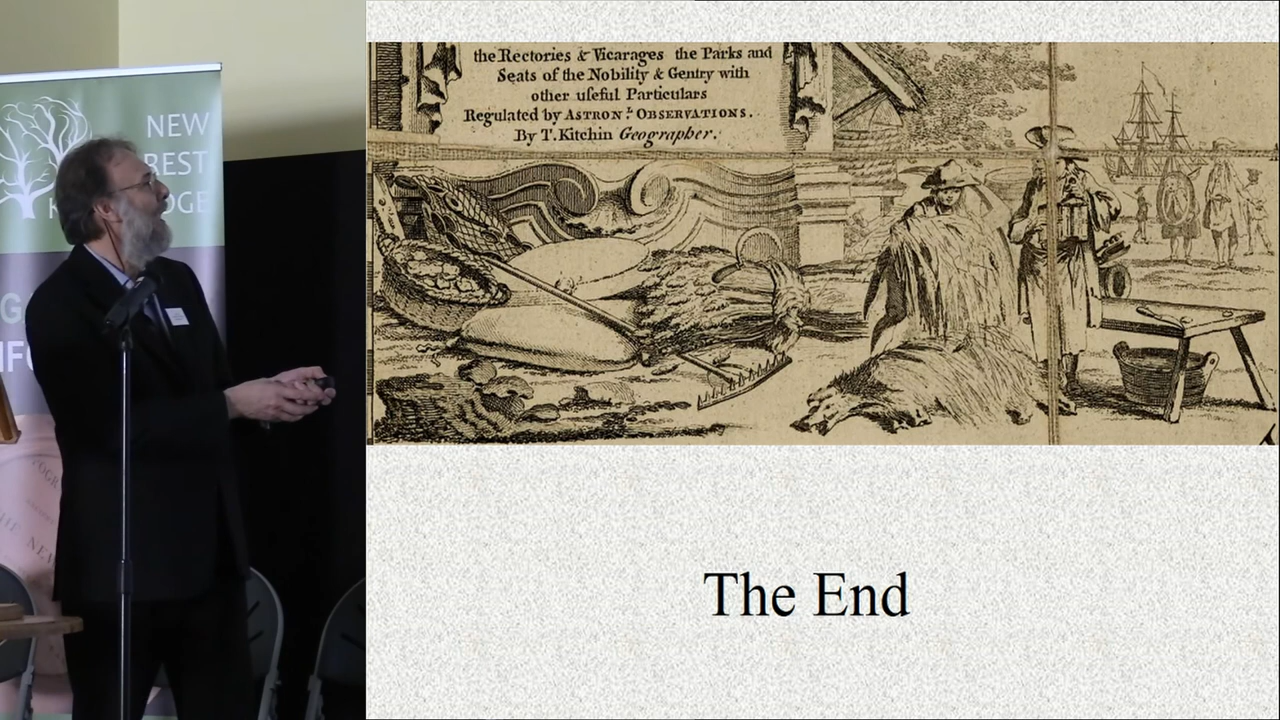 NEW
REST
K
DGE
the Rectories & Vicarages the Parks and
Seats of the Nobility & Gentry with
other uſeful Particulars
Regulated by ASTRON.L OBSERVATIONS.
By T.Kitchin Geographer.
The End